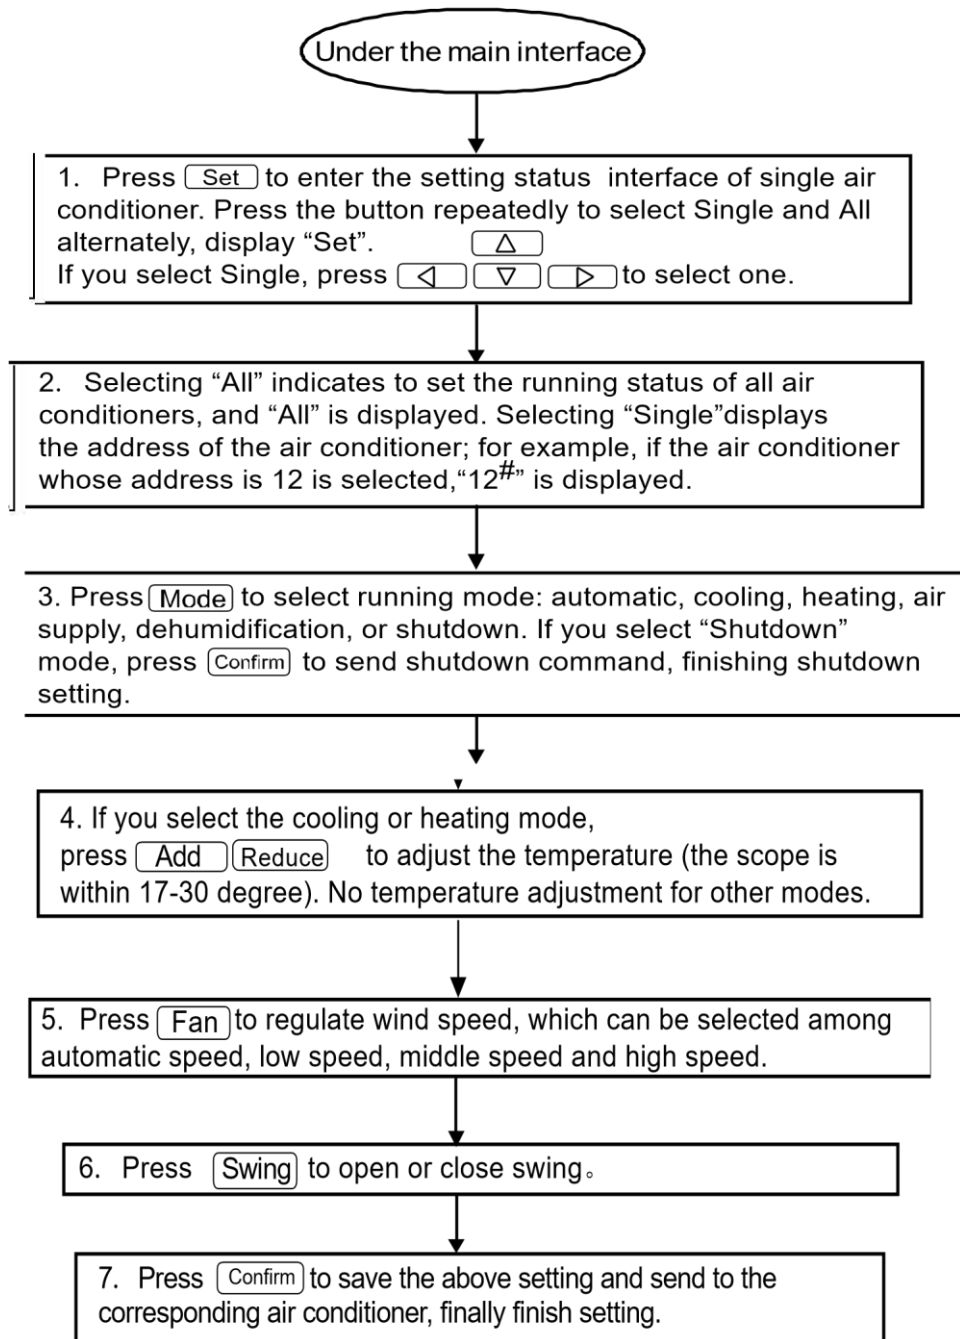 Under the main interface
1. Press Set to enter the setting status interface of single air
conditioner. Press the button repeatedly to select Single and All
alternately, display “Set”. △
If you select Single, press ◁ ▽ ▷ to select one.
2. Selecting “All” indicates to set the running status of all air
conditioners, and “All” is displayed. Selecting “Single”displays
the address of the air conditioner; for example, if the air conditioner
whose address is 12 is selected,“12#” is displayed.
3. Press Mode to select running mode: automatic, cooling, heating, air
supply, dehumidification, or shutdown. If you select “Shutdown”
mode, press Confirm to send shutdown command, finishing shutdown
setting.
4. If you select the cooling or heating mode,
press Add Reduce to adjust the temperature (the scope is
within 17-30 degree). No temperature adjustment for other modes.
5. Press Fan to regulate wind speed, which can be selected among
automatic speed, low speed, middle speed and high speed.
6. Press Swing to open or close swing。
7. Press Confirm to save the above setting and send to the
corresponding air conditioner, finally finish setting.